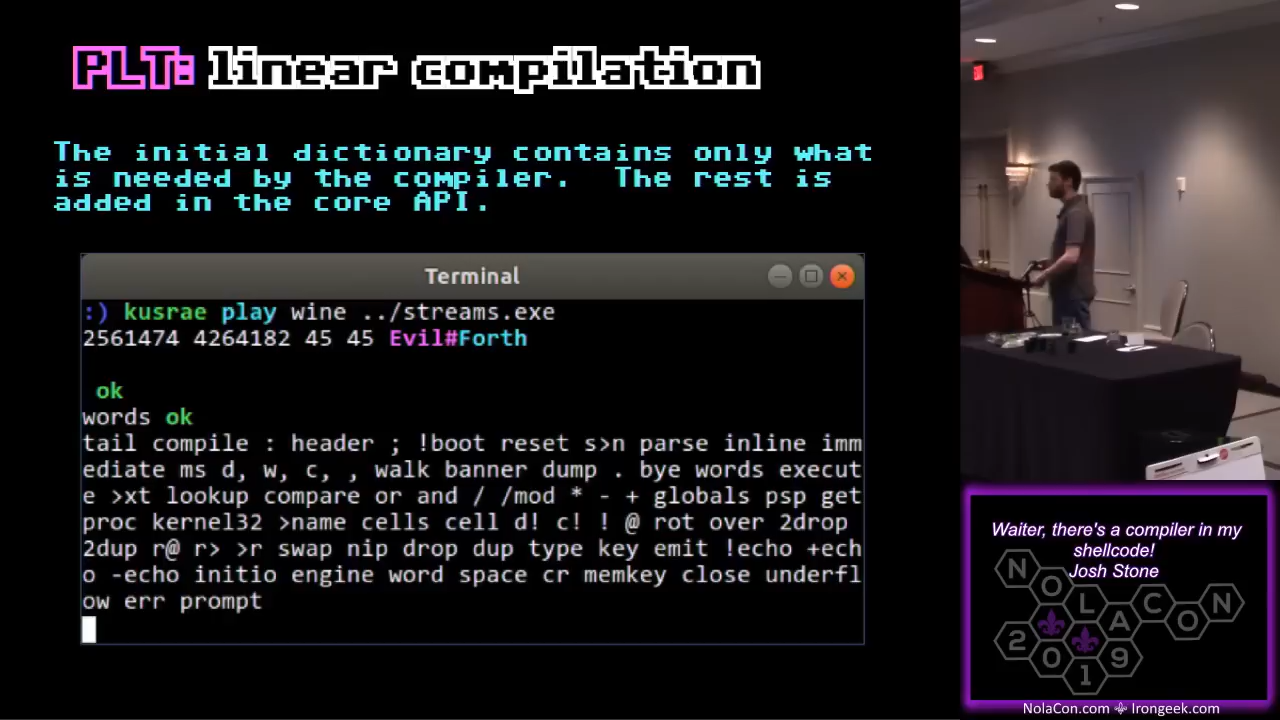 PLT: linear compilation
The initial dictionary contains only what
is needed by the compiler.  The rest is
added in the core API.
Terminal
:) kusrae play wine ../streams.exe
2561474 4264182 45 45 Evil#Forth
ok
words ok
tail compile : header ; !boot reset s>n parse inline imm
ediate ms d, w, c, , walk banner dump . bye words execut
e >xt lookup compare or and / /mod * - + globals psp get
proc kernel32 >name cells cell d! c! ! @ rot over 2drop
2dup r@ r> >r swap nip drop dup type key emit !echo +ech
o -echo initio engine word space cr memkey close underfl
ow err prompt
Waiter, there's a compiler in my
shellcode!
Josh Stone
NOLACON
2019
NolaCon.com Irongeek.com